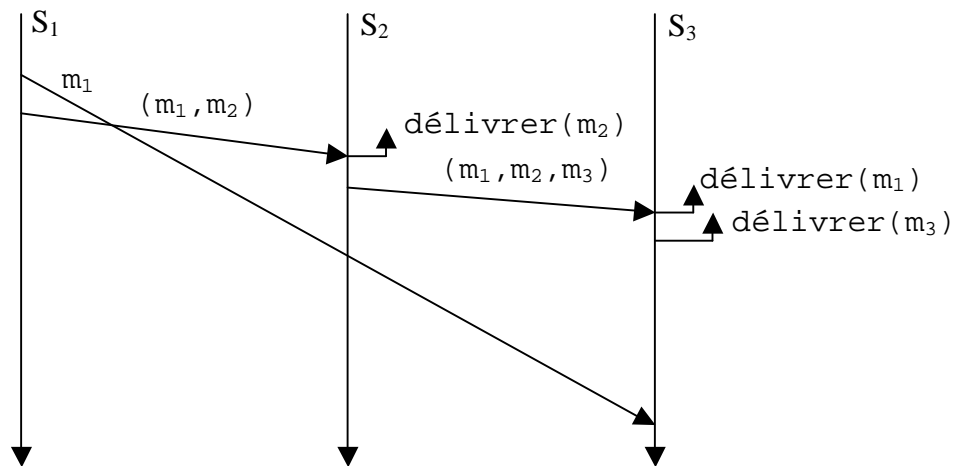 S₁
S₂
S₃
m₁
(m₁,m₂)
délivrer(m₂)
(m₁,m₂,m₃)
délivrer(m₁)
délivrer(m₃)